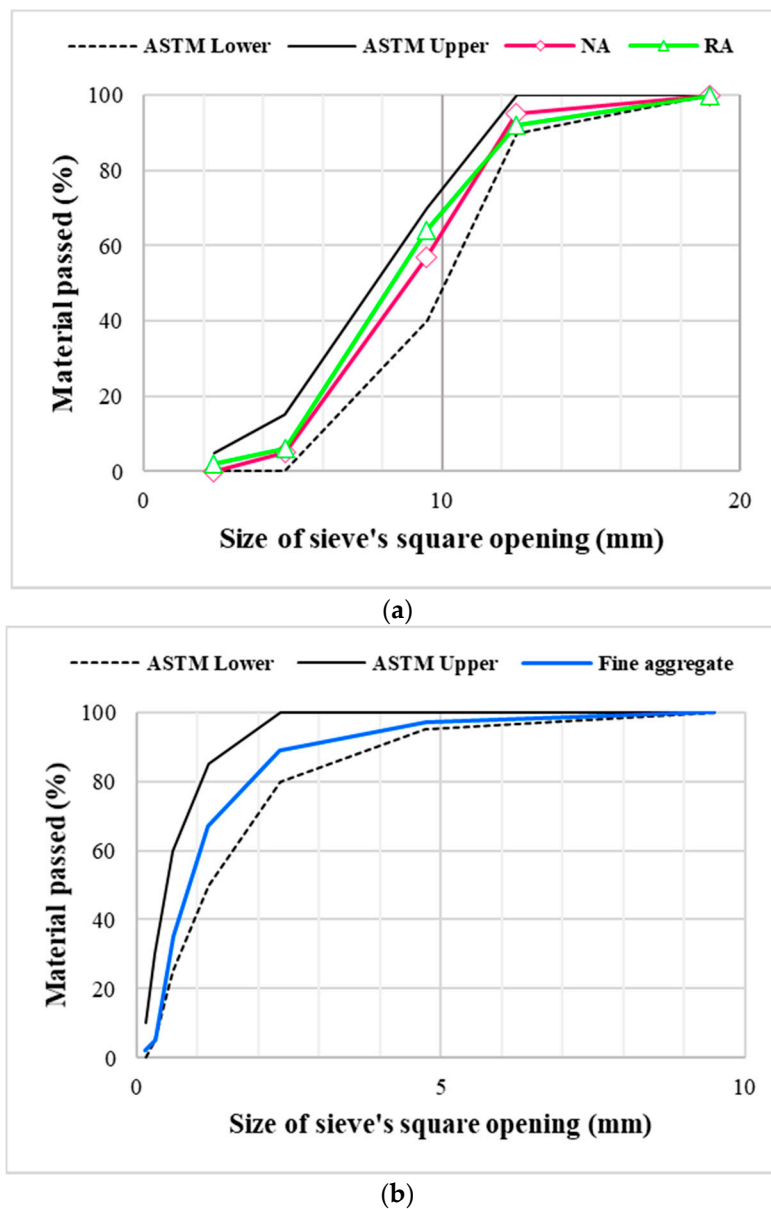 ASTM Lower ASTM Upper NA RA
100
80
60
40
20
0
Material passed (%)
0 10 20
Size of sieve's square opening (mm)
(a)
ASTM Lower ASTM Upper Fine aggregate
100
80
60
40
20
0
Material passed (%)
0 5 10
Size of sieve's square opening (mm)
(b)